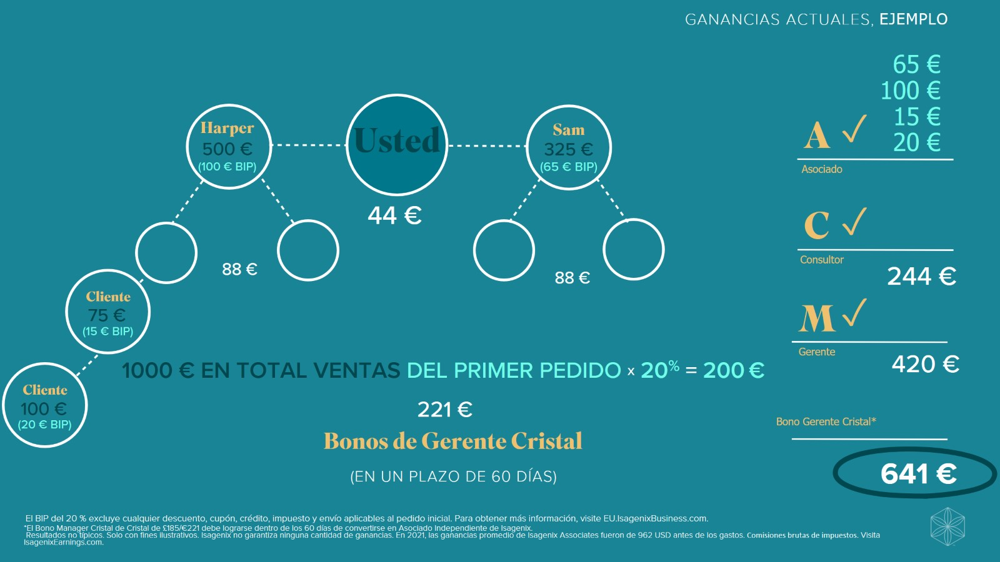 GANANCIAS ACTUALES, EJEMPLO
65 €
100 €
15 €
20 €
A
Asociado
Harper
500 €
(100 € BIP)
Usted
44 €
Sam
325 €
(65 € BIP)
88 €
88 €
C
Consultor
244 €
M
Gerente
420 €
Cliente
75 €
(15 € BIP)
Cliente
100 €
(20 € BIP)
1000 € EN TOTAL VENTAS DEL PRIMER PEDIDO x 20% = 200 €
221 €
Bonos de Gerente Cristal
(EN UN PLAZO DE 60 DÍAS)
Bono Gerente Cristal*
641 €
El BIP del 20 % excluye cualquier descuento, cupón, crédito, impuesto y envío aplicables al pedido inicial. Para obtener más información, visite EU.IsagenixBusiness.com.
*El Bono Manager Cristal de Cristal de £185/€221 debe lograrse dentro de los 60 días de convertirse en Asociado Independiente de Isagenix.
Resultados no típicos. Solo con fines ilustrativos. Isagenix no garantiza ninguna cantidad de ganancias. En 2021, las ganancias promedio de Isagenix Associates fueron de 962 USD antes de los gastos. Comisiones brutas de impuestos. Visita
IsagenixEarnings.com.